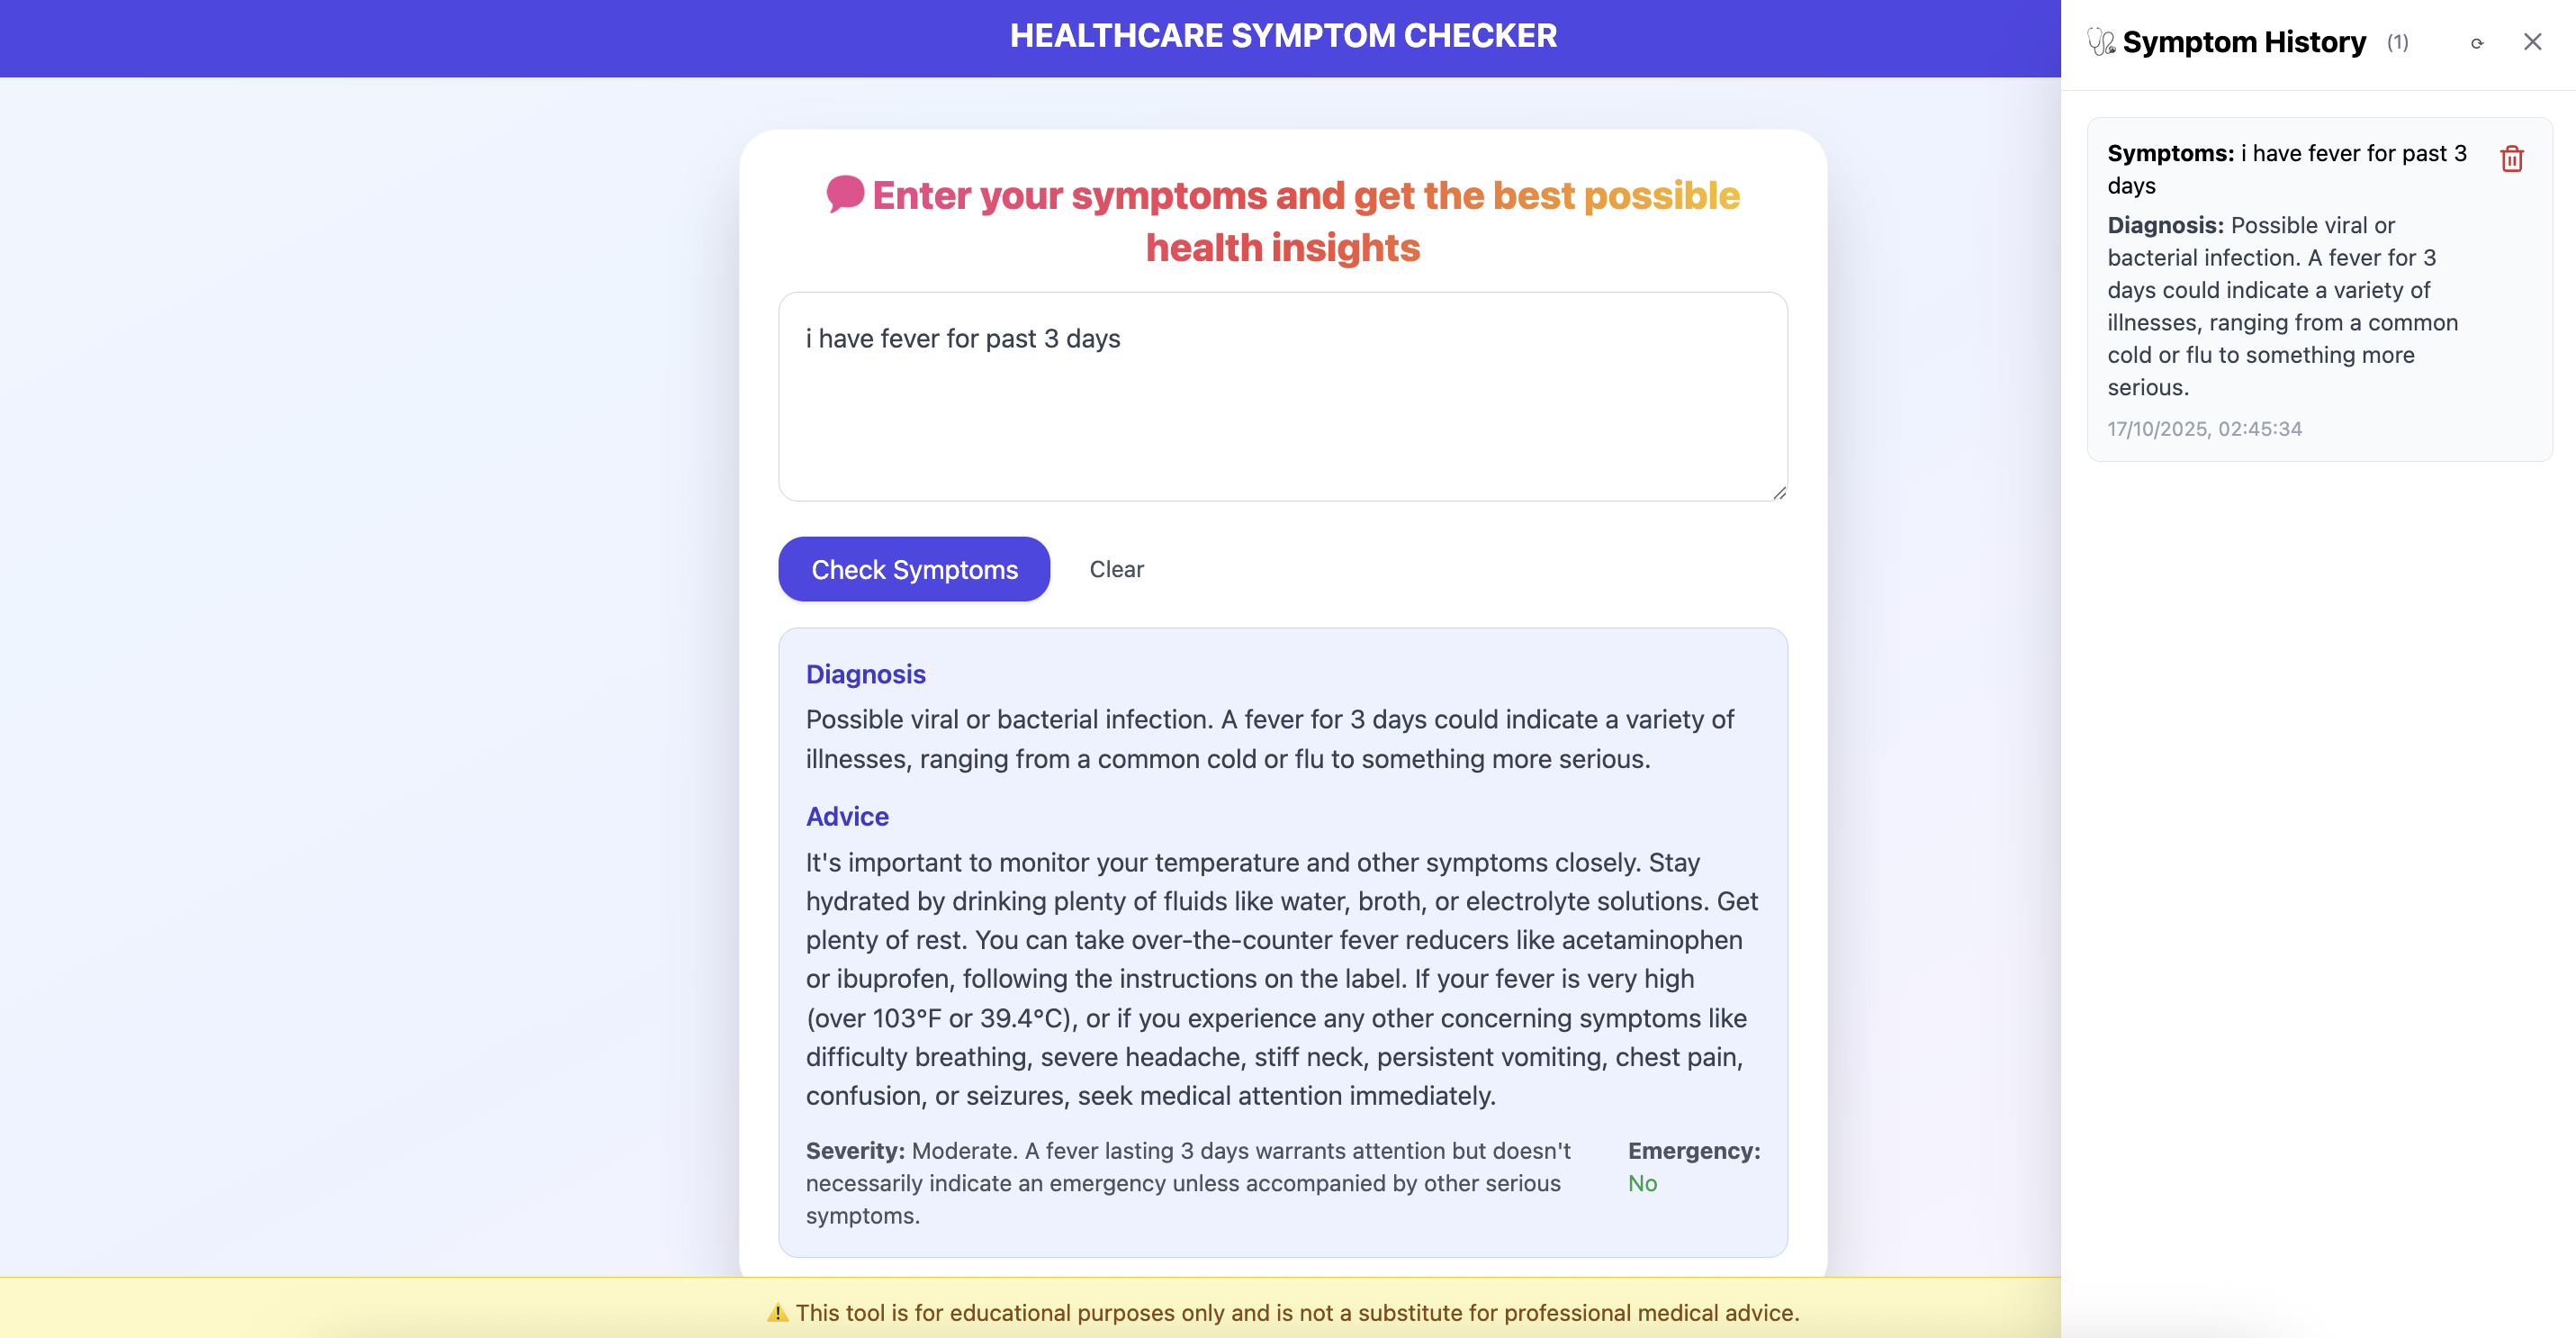 HEALTHCARE SYMPTOM CHECKER
Enter your symptoms and get the best possible
health insights
i have fever for past 3 days
Check Symptoms
Clear
Diagnosis
Possible viral or bacterial infection. A fever for 3 days could indicate a variety of
illnesses, ranging from a common cold or flu to something more serious.
Advice
It's important to monitor your temperature and other symptoms closely. Stay
hydrated by drinking plenty of fluids like water, broth, or electrolyte solutions. Get
plenty of rest. You can take over-the-counter fever reducers like acetaminophen
or ibuprofen, following the instructions on the label. If your fever is very high
(over 103°F or 39.4°C), or if you experience any other concerning symptoms like
difficulty breathing, severe headache, stiff neck, persistent vomiting, chest pain,
confusion, or seizures, seek medical attention immediately.
Severity: Moderate. A fever lasting 3 days warrants attention but doesn't
necessarily indicate an emergency unless accompanied by other serious
symptoms.
Emergency:
No
⚠️ This tool is for educational purposes only and is not a substitute for professional medical advice.
🩺 Symptom History (1)
Symptoms: i have fever for past 3
days
Diagnosis: Possible viral or
bacterial infection. A fever for 3
days could indicate a variety of
illnesses, ranging from a common
cold or flu to something more
serious.
17/10/2025, 02:45:34